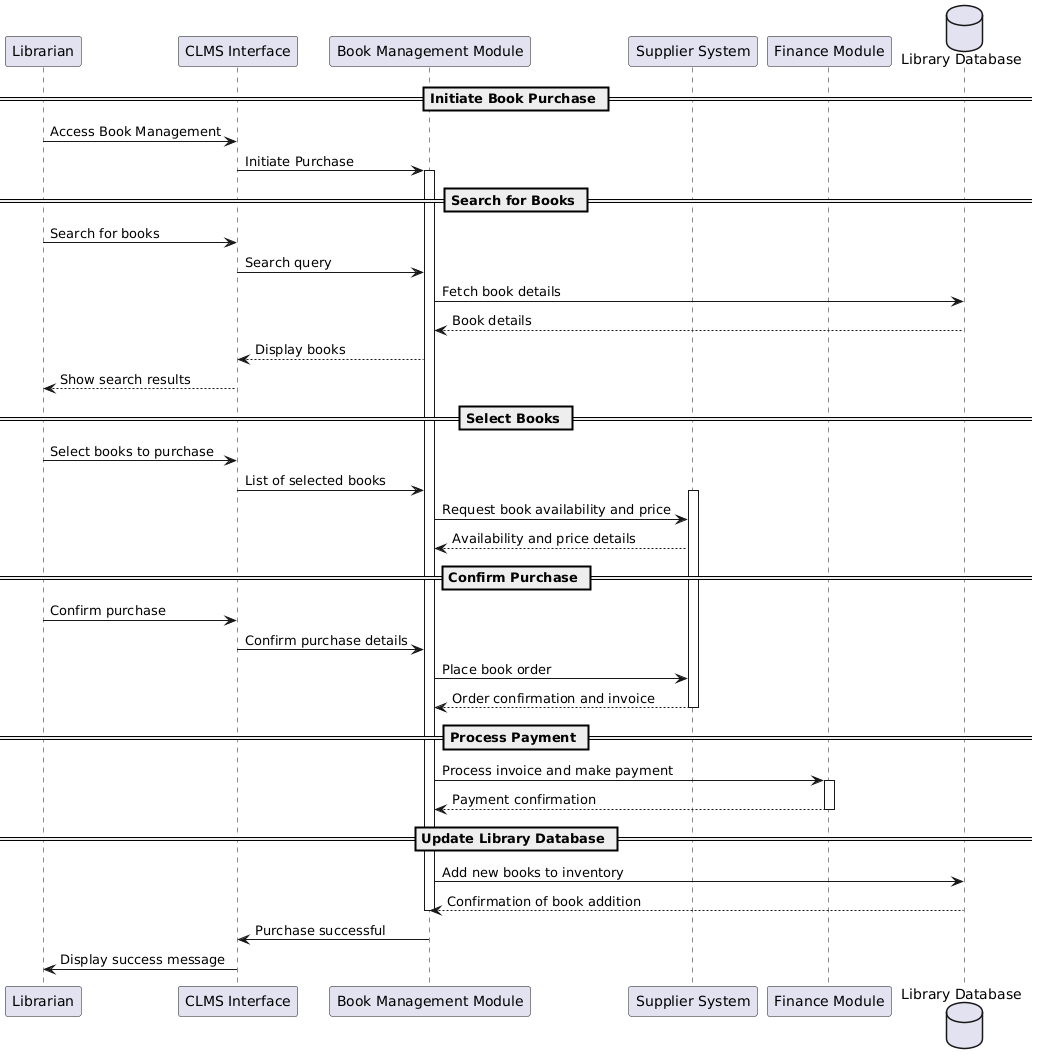 Librarian
CLMS Interface
Book Management Module
Supplier System
Finance Module
Library Database
Initiate Book Purchase
Access Book Management
Initiate Purchase
Search for Books
Search for books
Search query
Fetch book details
Book details
Display books
Show search results
Select Books
Select books to purchase
List of selected books
Request book availability and price
Availability and price details
Confirm Purchase
Confirm purchase
Confirm purchase details
Place book order
Order confirmation and invoice
Process Payment
Process invoice and make payment
Payment confirmation
Update Library Database
Add new books to inventory
Confirmation of book addition
Purchase successful
Display success message
Librarian
CLMS Interface
Book Management Module
Supplier System
Finance Module
Library Database